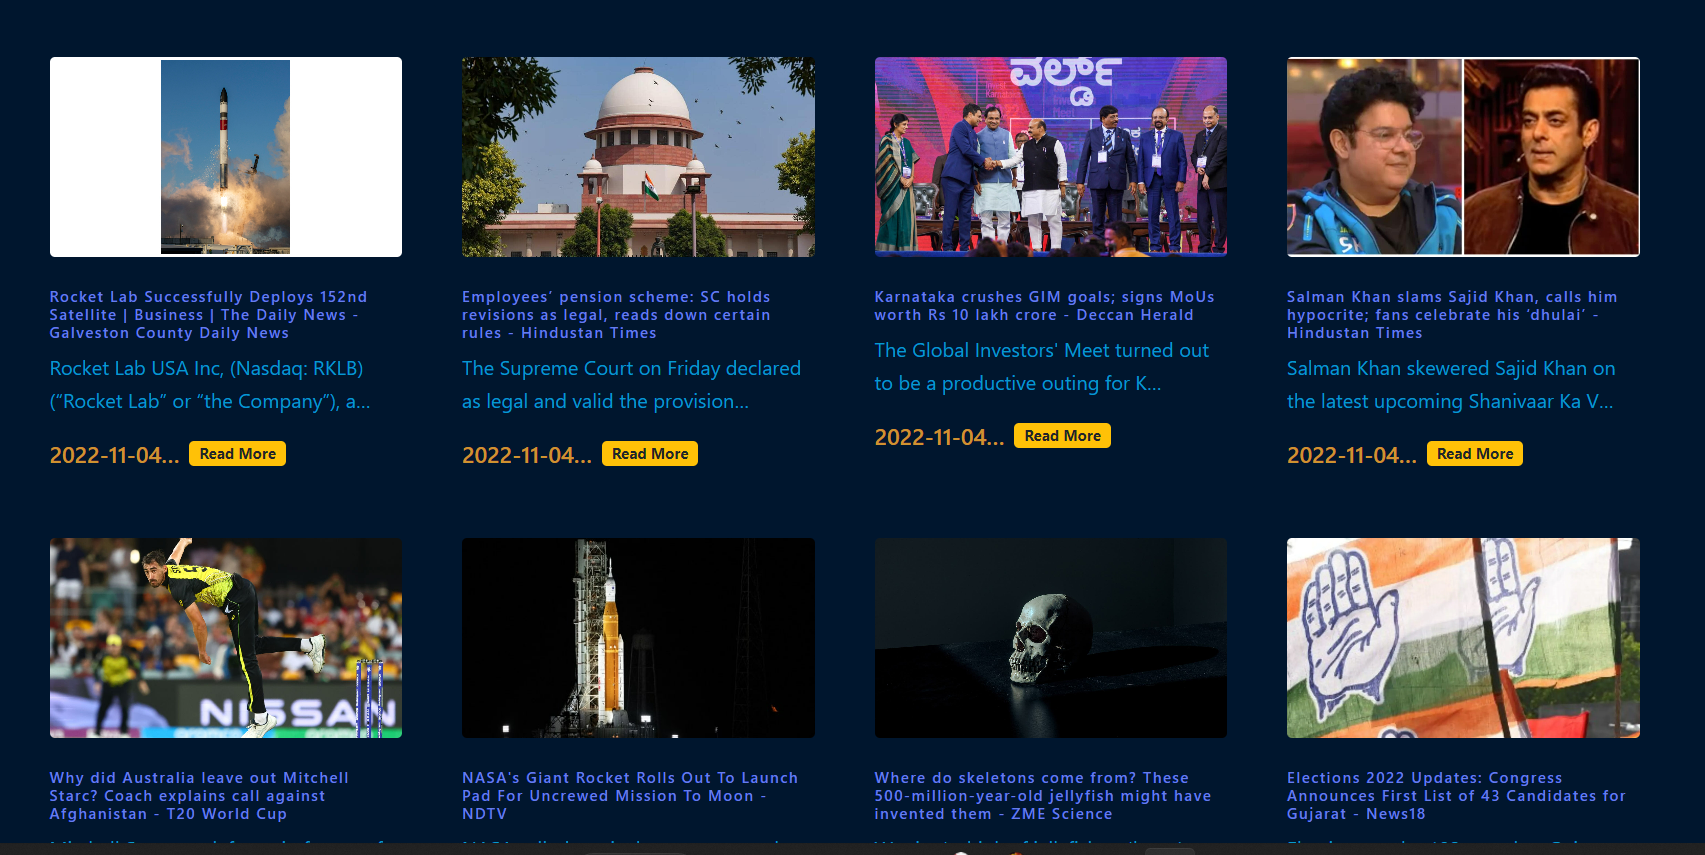 ವರ್ಲ್ಡ್
Rocket Lab Successfully Deploys 152nd
Satellite | Business | The Daily News -
Galveston County Daily News
Rocket Lab USA Inc, (Nasdaq: RKLB)
(“Rocket Lab” or “the Company”), a...
2022-11-04... Read More
Employees’ pension scheme: SC holds
revisions as legal, reads down certain
rules - Hindustan Times
The Supreme Court on Friday declared
as legal and valid the provision...
2022-11-04... Read More
Karnataka crushes GIM goals; signs MoUs
worth Rs 10 lakh crore - Deccan Herald
The Global Investors' Meet turned out
to be a productive outing for K...
2022-11-04... Read More
Salman Khan slams Sajid Khan, calls him
hypocrite; fans celebrate his ‘dhulai’ -
Hindustan Times
Salman Khan skewered Sajid Khan on
the latest upcoming Shanivaar Ka V...
2022-11-04... Read More
NISSAN
Why did Australia leave out Mitchell
Starc? Coach explains call against
Afghanistan - T20 World Cup
NASA's Giant Rocket Rolls Out To Launch
Pad For Uncrewed Mission To Moon -
NDTV
Where do skeletons come from? These
500-million-year-old jellyfish might have
invented them - ZME Science
Elections 2022 Updates: Congress
Announces First List of 43 Candidates for
Gujarat - News18